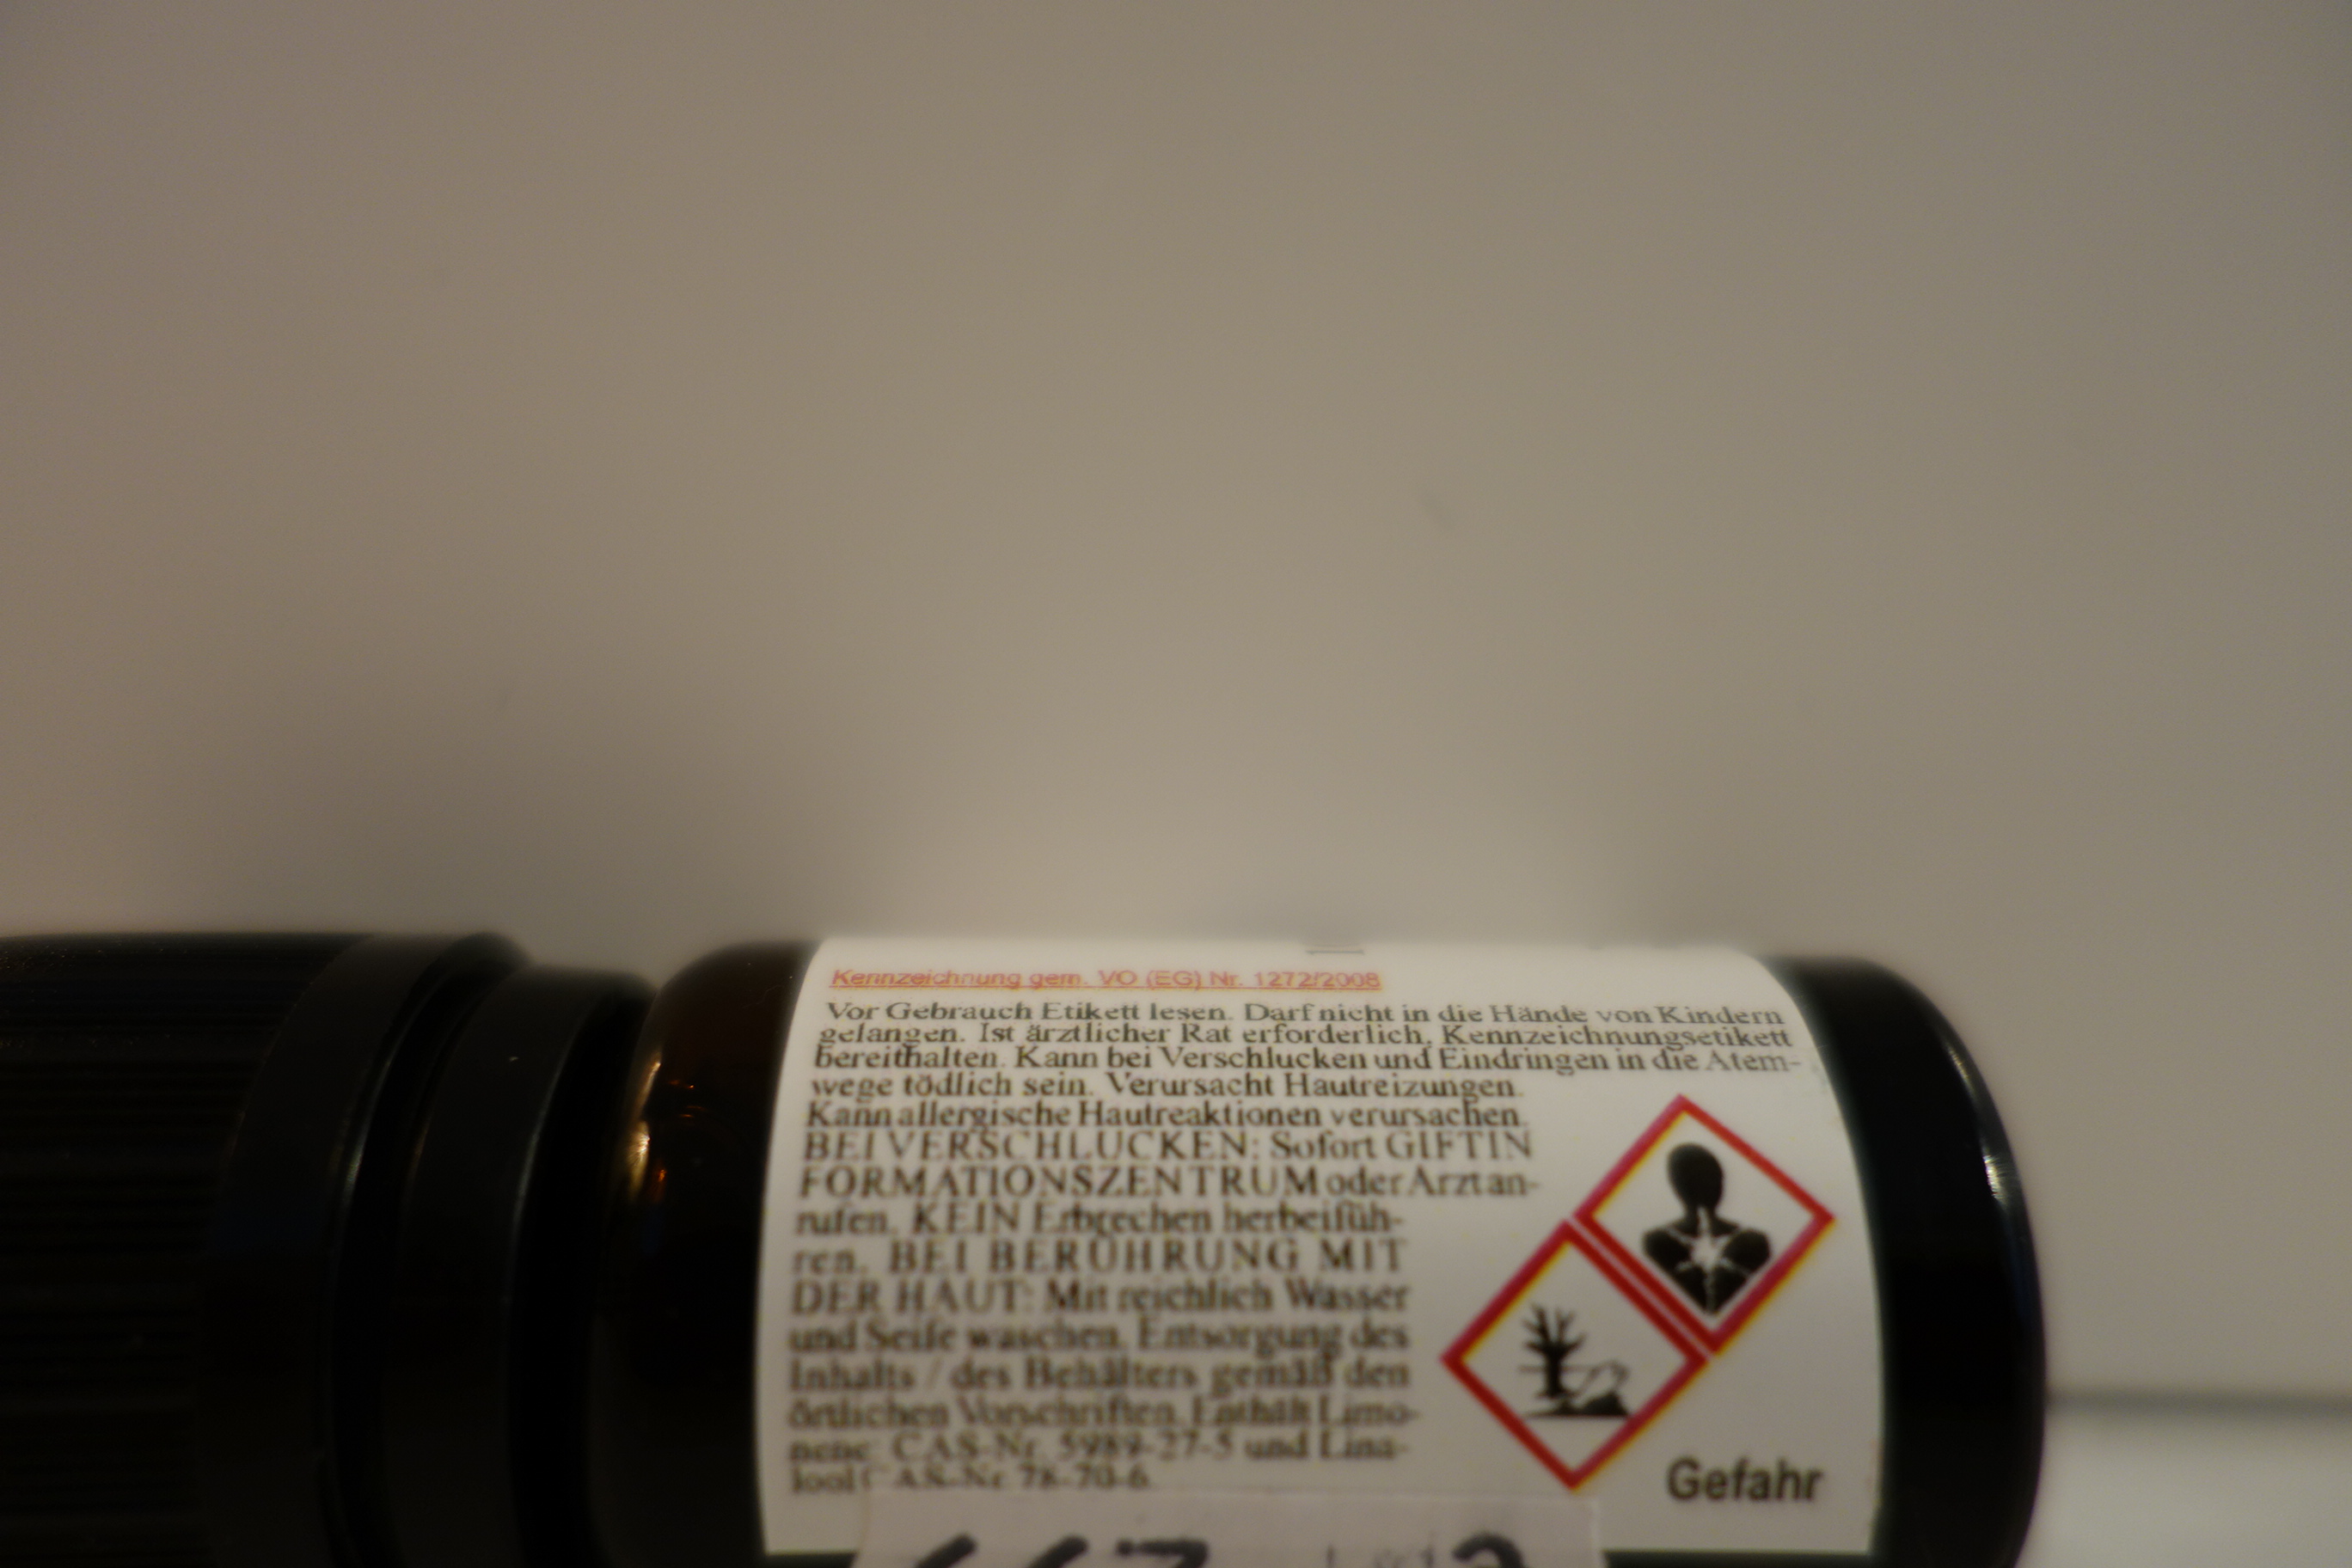 Kennzeichnung gem. VO (EG) Nr. 1272/2008
Vor Gebrauch Etikett lesen. Darf nicht in die Hände von Kindern
gelangen. Ist ärztlicher Rat erforderlich, Kennzeichnungsetikett
bereithalten. Kann bei Verschlucken und Eindringen in die Atem-
wege tödlich sein. Verursacht Hautreizungen.
Kann allergische Hautreaktionen verursachen.
BEI VERSCHLUCKEN: Sofort GIFTIN
FORMATIONSZENTRUM oder Arzt an-
rufen. KEIN Erbrechen herbeifüh-
ren. BEI BERÜHRUNG MIT
DER HAUT: Mit reichlich Wasser
und Seife waschen. Entsorgung des
Inhalts / des Behälters gemäß den
örtlichen Vorschriften. Enthält Limo-
nene: CAS-Nr. 5989-27-5 und Lina-
lool CAS-Nr. 78-70-6.
Gefahr